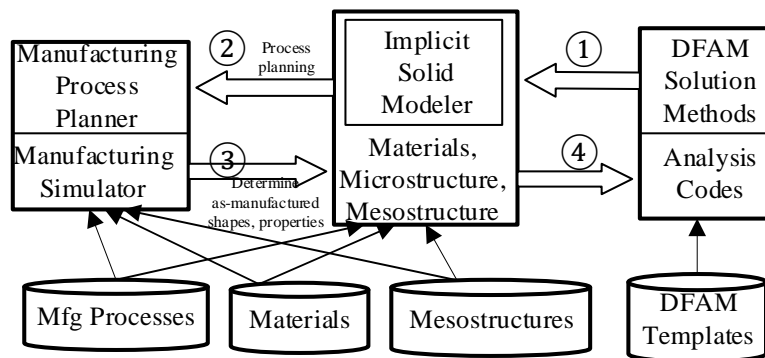 Manufacturing
Process
Planner
Manufacturing
Simulator
②
Process
planning
③
Determine
as-manufactured
shapes, properties
Implicit
Solid
Modeler
Materials,
Microstructure,
Mesostructure
①
④
DFAM
Solution
Methods
Analysis
Codes
Mfg Processes
Materials
Mesostructures
DFAM
Templates